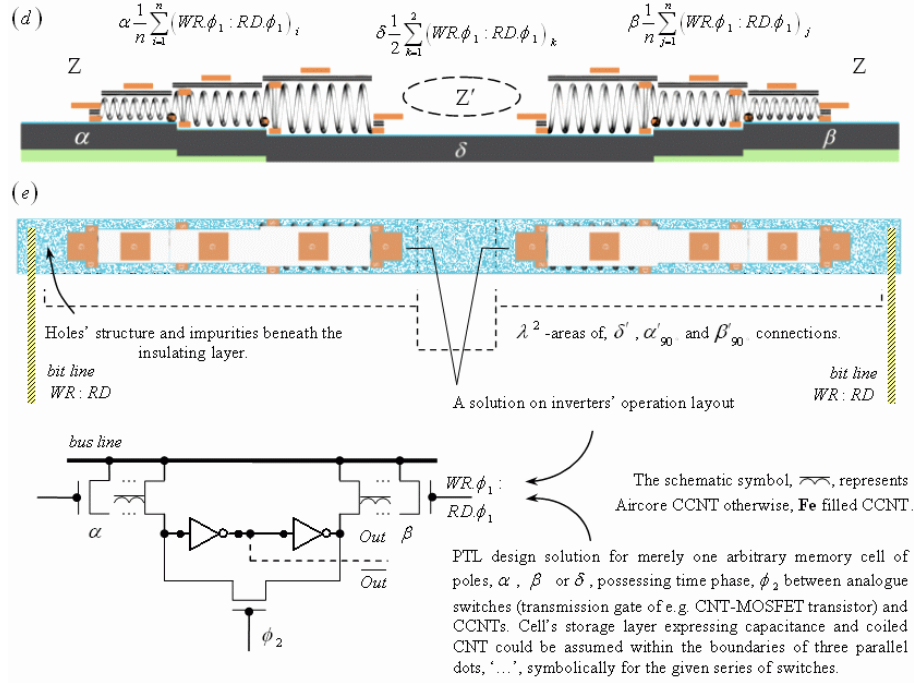 (d)
α 1/n ∑_{i=1}^{n} (WR.ϕ₁ : RD.ϕ₁)_i
δ 1/2 ∑_{k=1}^{2} (WR.ϕ₁ : RD.ϕ₁)_k
β 1/n ∑_{j=1}^{n} (WR.ϕ₁ : RD.ϕ₁)_j
Z
Z′
Z
α
δ
β
(e)
Holes' structure and impurities beneath the
insulating layer.
λ² -areas of, δ′ , α′₉₀° and β′₉₀° connections.
bit line
WR : RD
bit line
WR : RD
A solution on inverters' operation layout
bus line
α
...
...
β
Out
Out
ϕ₂
WR.ϕ₁ :
RD.ϕ₁
The schematic symbol, , represents
Aircore CCNT otherwise, Fe filled CCNT.
PTL design solution for merely one arbitrary memory cell of
poles, α , β or δ , possessing time phase, ϕ₂ between analogue
switches (transmission gate of e.g. CNT-MOSFET transistor) and
CCNTs. Cell's storage layer expressing capacitance and coiled
CNT could be assumed within the boundaries of three parallel
dots, '…', symbolically for the given series of switches.